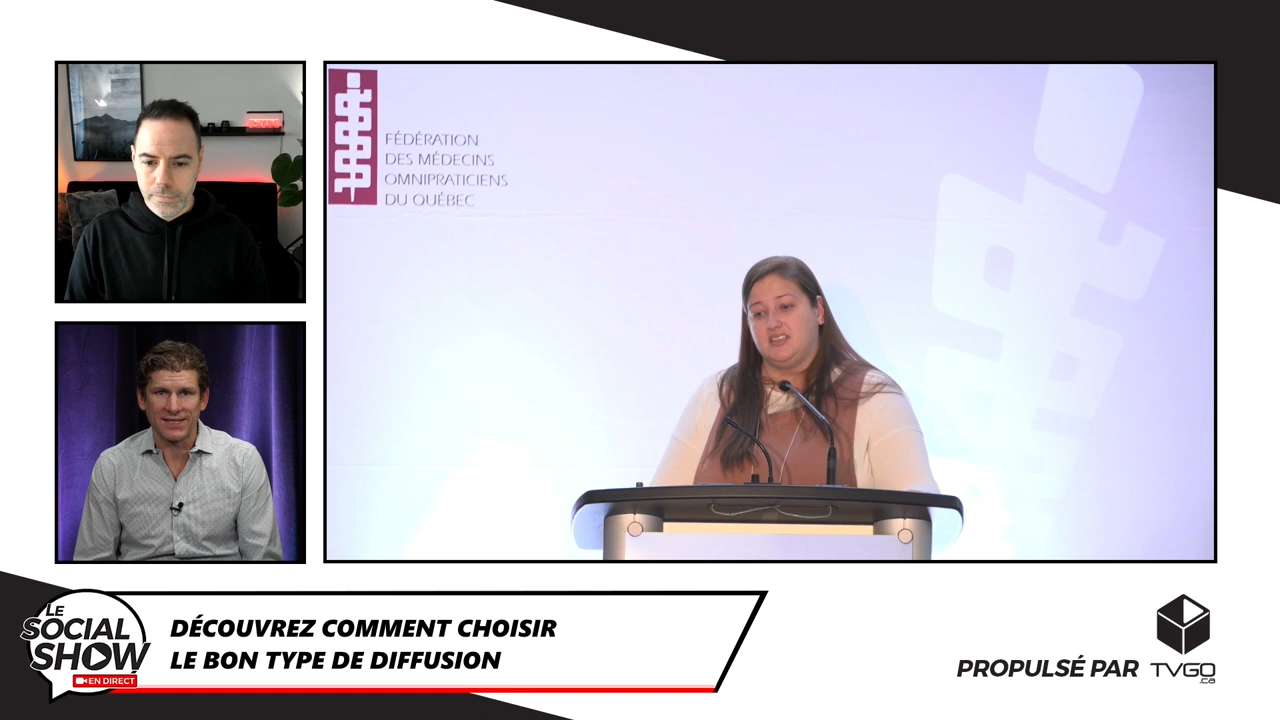 FÉDÉRATION
DES MÉDECINS
OMNIPRATICIENS
DU QUÉBEC
LE
SOCIAL
SHOW
EN DIRECT
DÉCOUVREZ COMMENT CHOISIR
LE BON TYPE DE DIFFUSION
PROPULSÉ PAR
TVGO
.ca